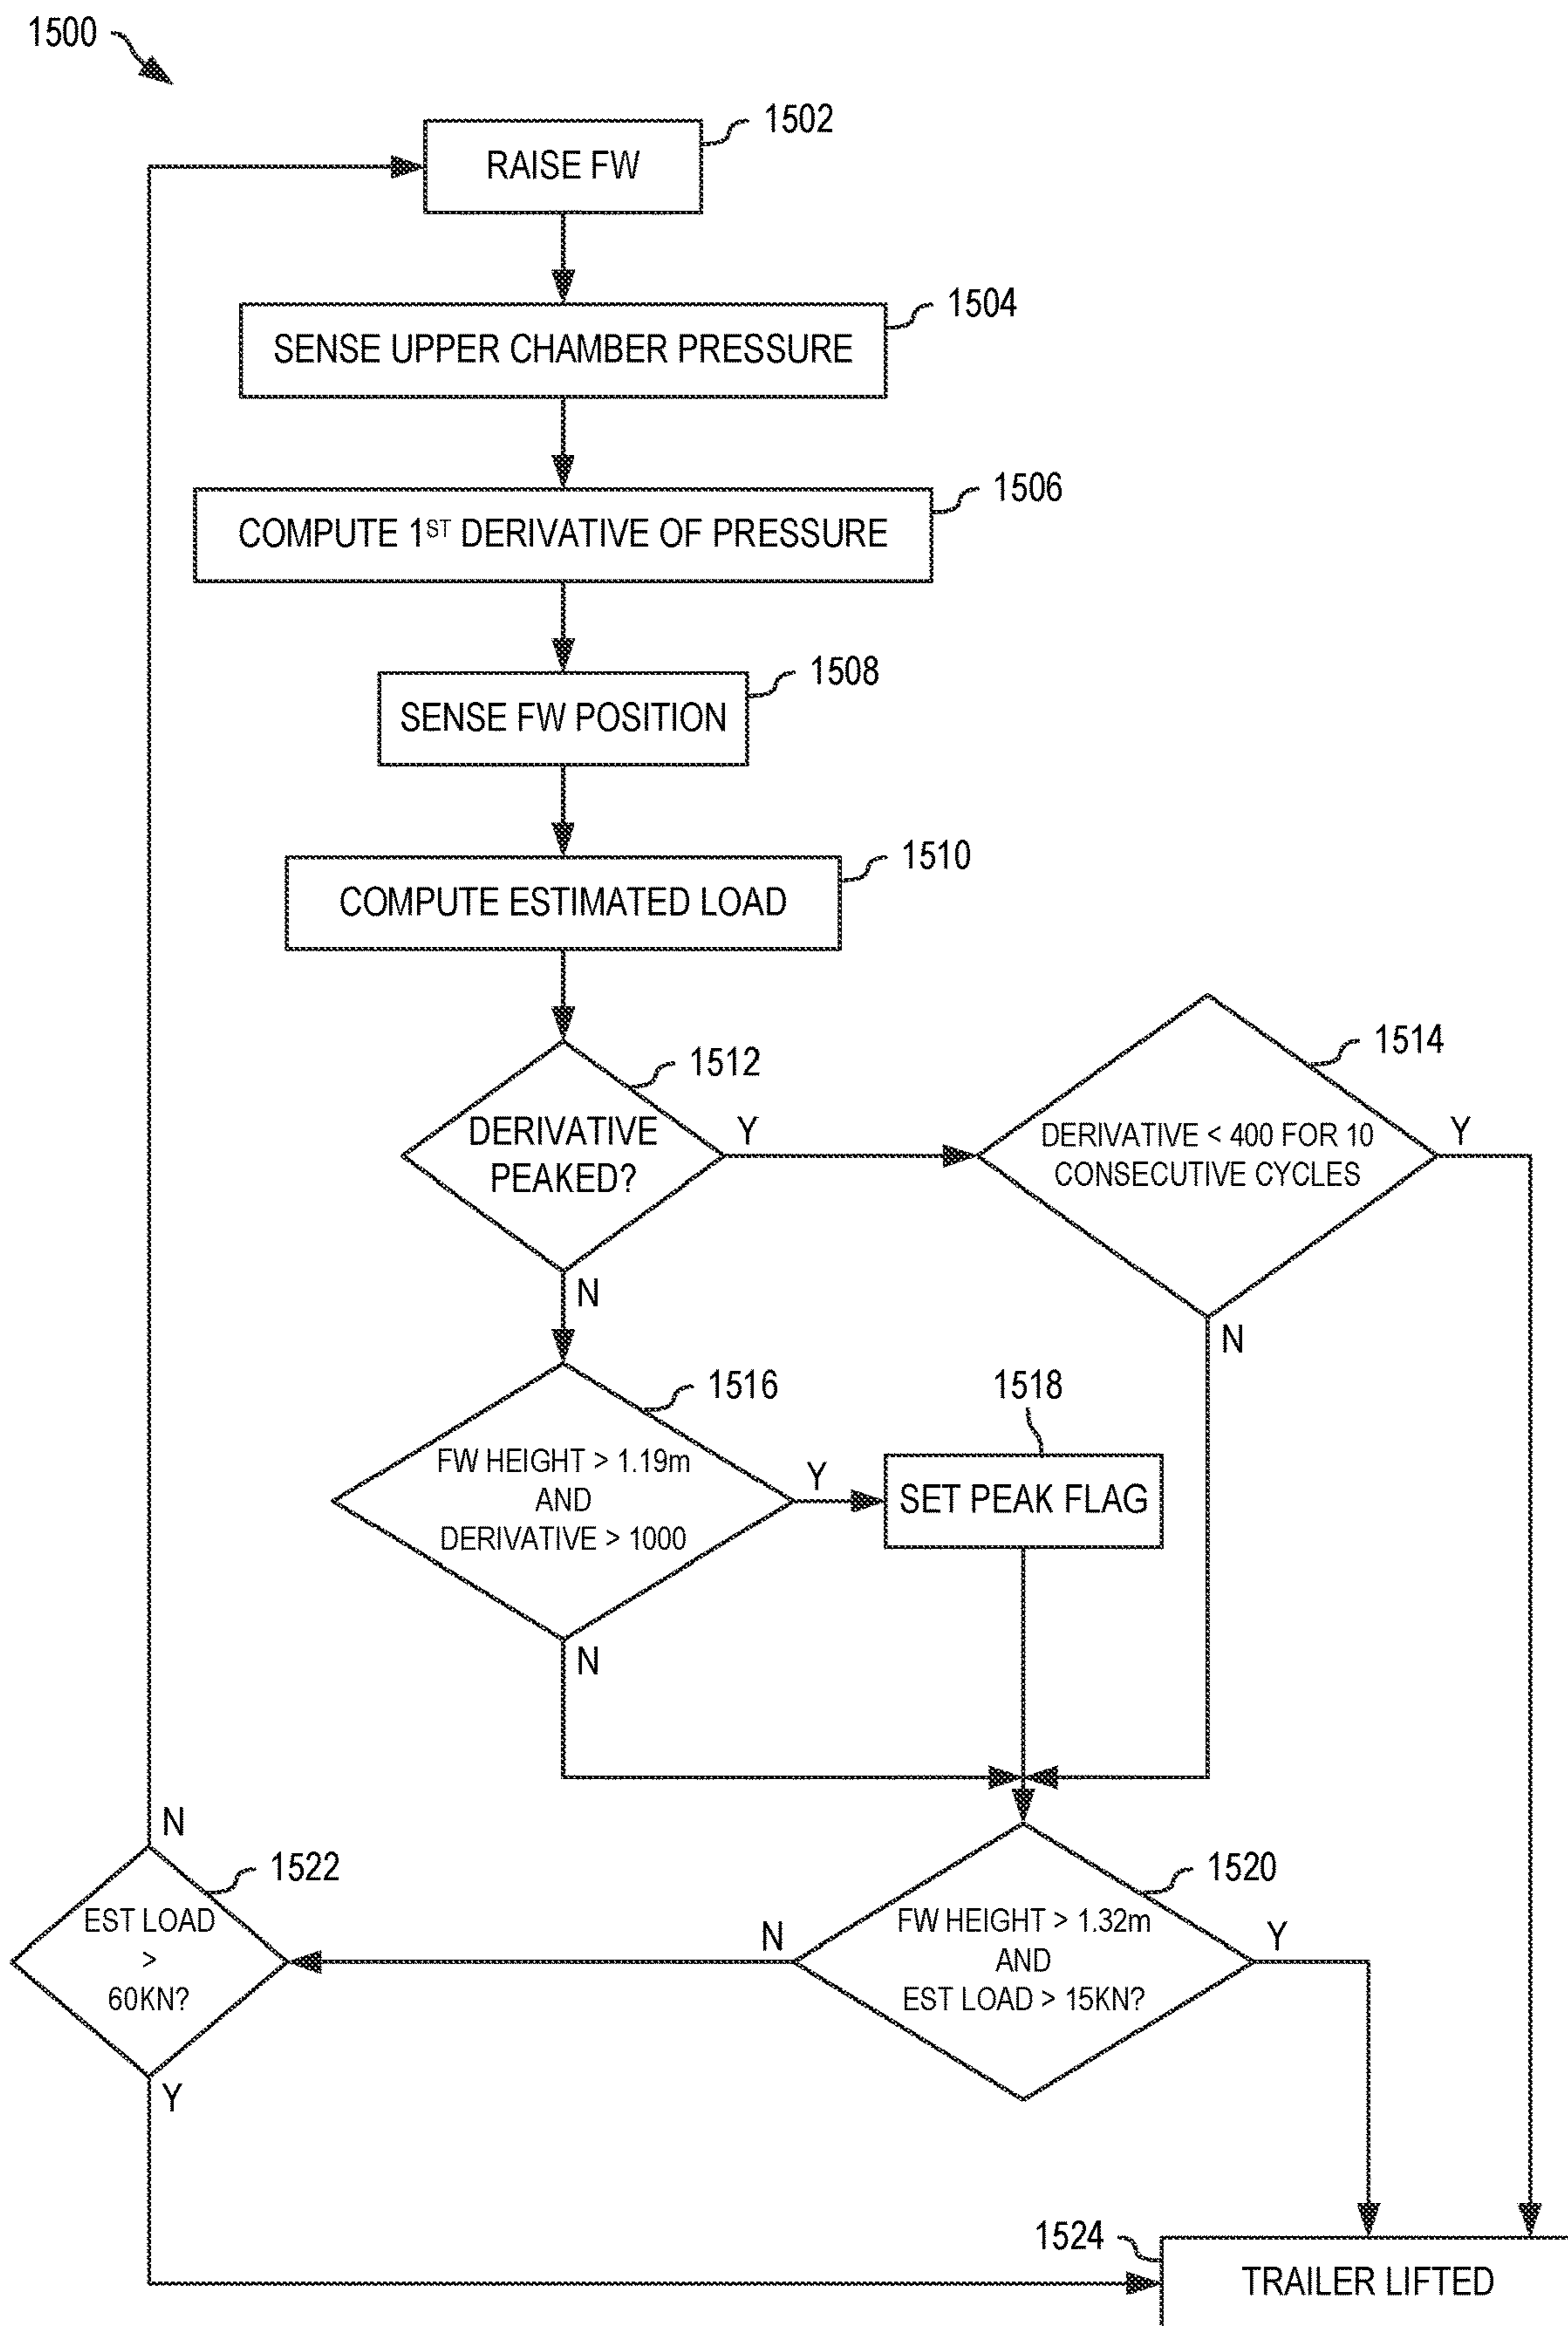 1500
1502
RAISE FW
1504
SENSE UPPER CHAMBER PRESSURE
1506
COMPUTE 1ST DERIVATIVE OF PRESSURE
1508
SENSE FW POSITION
1510
COMPUTE ESTIMATED LOAD
1512
DERIVATIVE
PEAKED?
Y
N
1514
DERIVATIVE < 400 FOR 10
CONSECUTIVE CYCLES
Y
N
1516
FW HEIGHT > 1.19m
AND
DERIVATIVE > 1000
Y
N
1518
SET PEAK FLAG
1520
FW HEIGHT > 1.32m
AND
EST LOAD > 15KN?
N
Y
1522
EST LOAD
>
60KN?
N
Y
1524
TRAILER LIFTED